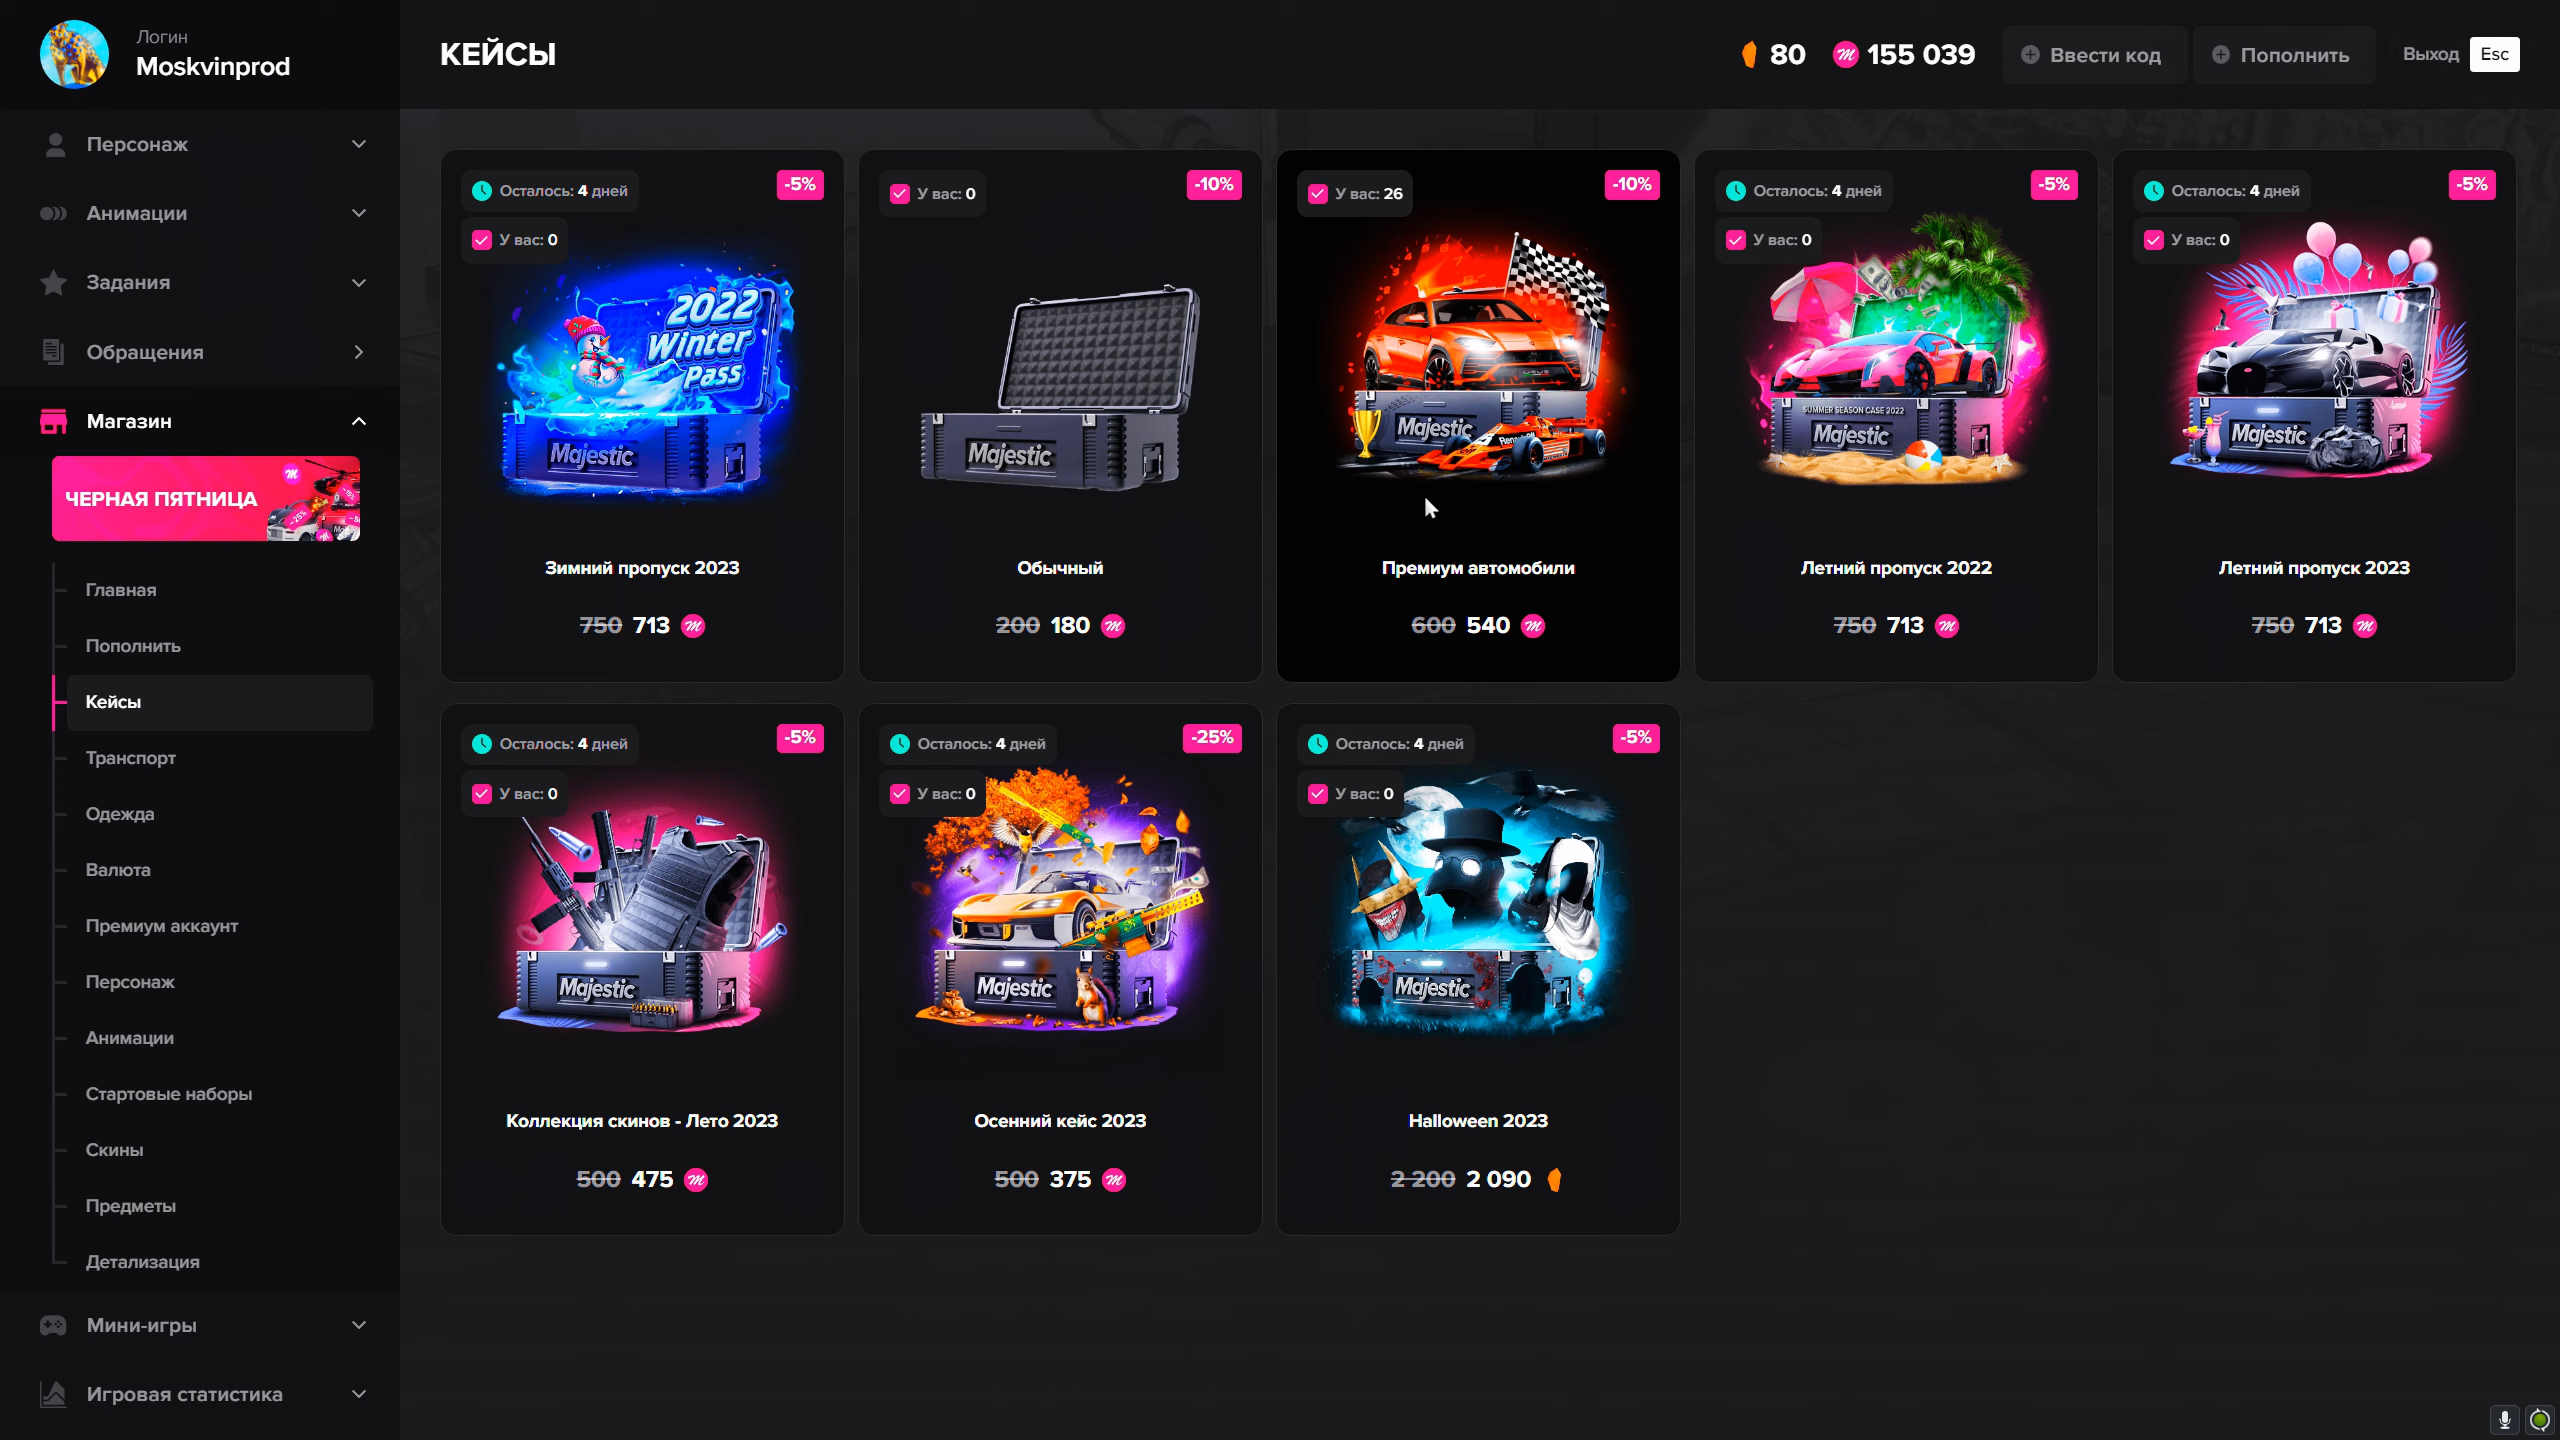 Логин
Moskvinprod
КЕЙСЫ
80
155 039
Ввести код
Пополнить
Выход
Esc
Персонаж
Анимации
Задания
Обращения
Магазин
ЧЕРНАЯ ПЯТНИЦА
-25%
Главная
Пополнить
Кейсы
Транспорт
Одежда
Валюта
Премиум аккаунт
Персонаж
Анимации
Стартовые наборы
Скины
Предметы
Детализация
Мини-игры
Игровая статистика
Осталось: 4 дней
-5%
У вас: 0
2022
Winter
Pass
Majestic
Зимний пропуск 2023
750 713
У вас: 0
-10%
Majestic
Обычный
200 180
У вас: 26
-10%
Majestic
Премиум автомобили
600 540
Осталось: 4 дней
-5%
У вас: 0
SUMMER SEASON CASE 2022
Majestic
Летний пропуск 2022
750 713
Осталось: 4 дней
-5%
У вас: 0
Majestic
Летний пропуск 2023
750 713
Осталось: 4 дней
-5%
У вас: 0
Majestic
Коллекция скинов - Лето 2023
500 475
Осталось: 4 дней
-25%
У вас: 0
Majestic
Осенний кейс 2023
500 375
Осталось: 4 дней
-5%
У вас: 0
Majestic
Halloween 2023
2 200 2 090